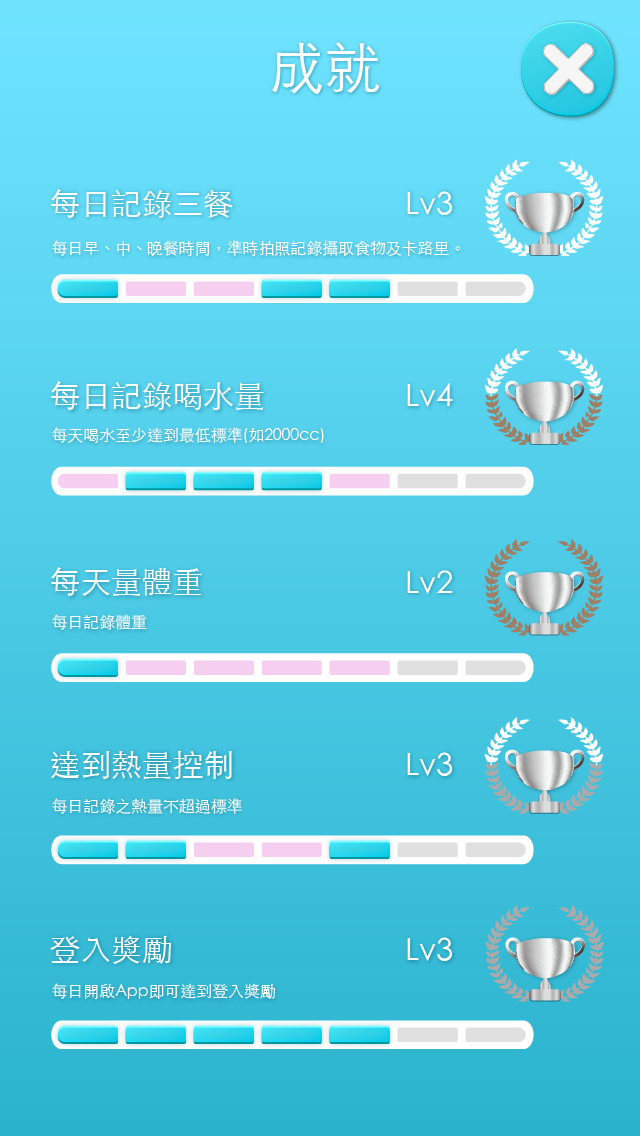 成就
每日記錄三餐 Lv3
每日早、中、晚餐時間，準時拍照記錄攝取食物及卡路里。
每日記錄喝水量 Lv4
每天喝水至少達到最低標準(如2000cc)
每天量體重 Lv2
每日記錄體重
達到熱量控制 Lv3
每日記錄之熱量不超過標準
登入獎勵 Lv3
每日開啟App即可達到登入獎勵